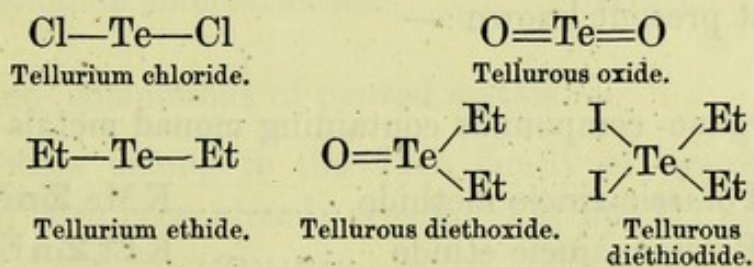 Cl—Te—Cl O=Te=O
Tellurium chloride. Tellurous oxide.
Et I Et
Et—Te—Et O=Te Te
Et I Et
Tellurium ethide. Tellurous diethoxide. Tellurous
diethiodide.